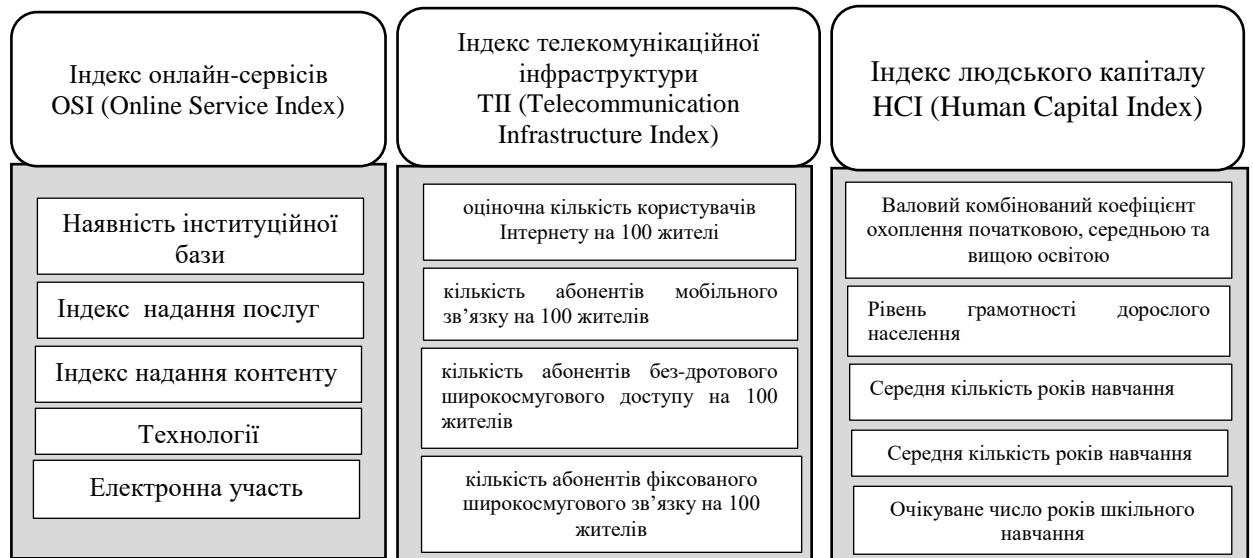 Індекс онлайн-сервісів
OSI (Online Service Index)
Наявність інституційної
бази
Індекс надання послуг
Індекс надання контенту
Технології
Електронна участь
Індекс телекомунікаційної
інфраструктури
TII (Telecommunication
Infrastructure Index)
оціночна кількість користувачів
Інтернету на 100 жителі
кількість абонентів мобільного
зв’язку на 100 жителів
кількість абонентів без-дротового
широкосмугового доступу на 100
жителів
кількість абонентів фіксованого
широкосмугового зв’язку на 100
жителів
Індекс людського капіталу
HCI (Human Capital Index)
Валовий комбінований коефіцієнт
охоплення початковою, середньою та
вищою освітою
Рівень грамотності дорослого
населення
Середня кількість років навчання
Середня кількість років навчання
Очікуване число років шкільного
навчання